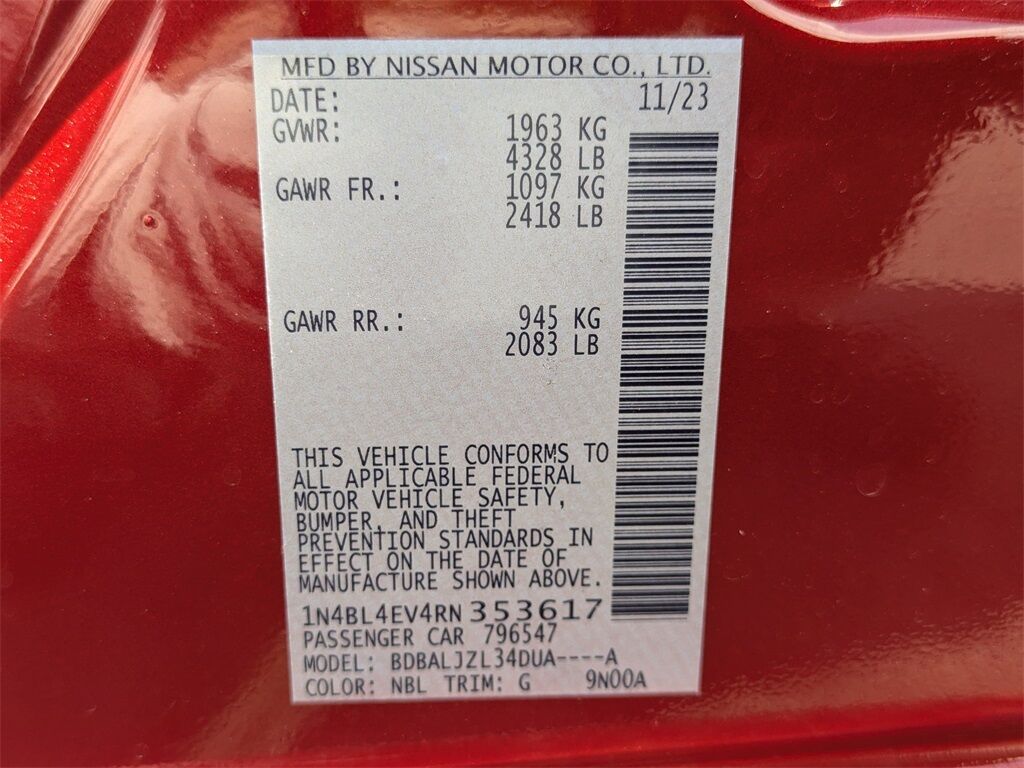 MFD BY NISSAN MOTOR CO., LTD.
DATE: 11/23
GVWR: 1963 KG
4328 LB
GAWR FR.: 1097 KG
2418 LB
GAWR RR.: 945 KG
2083 LB
THIS VEHICLE CONFORMS TO
ALL APPLICABLE FEDERAL
MOTOR VEHICLE SAFETY,
BUMPER, AND THEFT
PREVENTION STANDARDS IN
EFFECT ON THE DATE OF
MANUFACTURE SHOWN ABOVE.
1N4BL4EV4RN353617
PASSENGER CAR 796547
MODEL: BDBALJZL34DUA----A
COLOR: NBL TRIM: G 9N00A